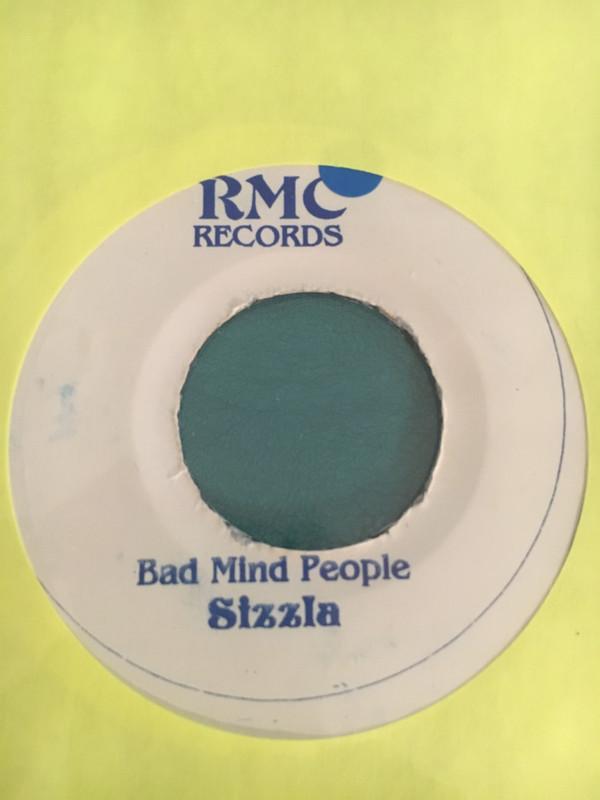 RMC
RECORDS
Bad Mind People
Sizzla